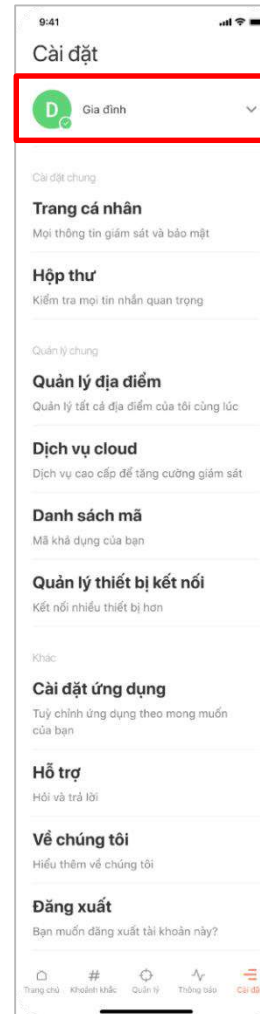 9:41
Cài đặt
D
Gia đình
Cài đặt chung
Trang cá nhân
Mọi thông tin giám sát và bảo mật
Hộp thư
Kiểm tra mọi tin nhắn quan trọng
Quản lý chung
Quản lý địa điểm
Quản lý tất cả địa điểm của tôi cùng lúc
Dịch vụ cloud
Dịch vụ cao cấp để tăng cường giám sát
Danh sách mã
Mã khả dụng của bạn
Quản lý thiết bị kết nối
Kết nối nhiều thiết bị hơn
Khác
Cài đặt ứng dụng
Tuỳ chỉnh ứng dụng theo mong muốn
của bạn
Hỗ trợ
Hỏi và trả lời
Về chúng tôi
Hiểu thêm về chúng tôi
Đăng xuất
Bạn muốn đăng xuất tài khoản này?
Trang chủ Khoảnh khắc Quản lý Thông báo Cài đặt